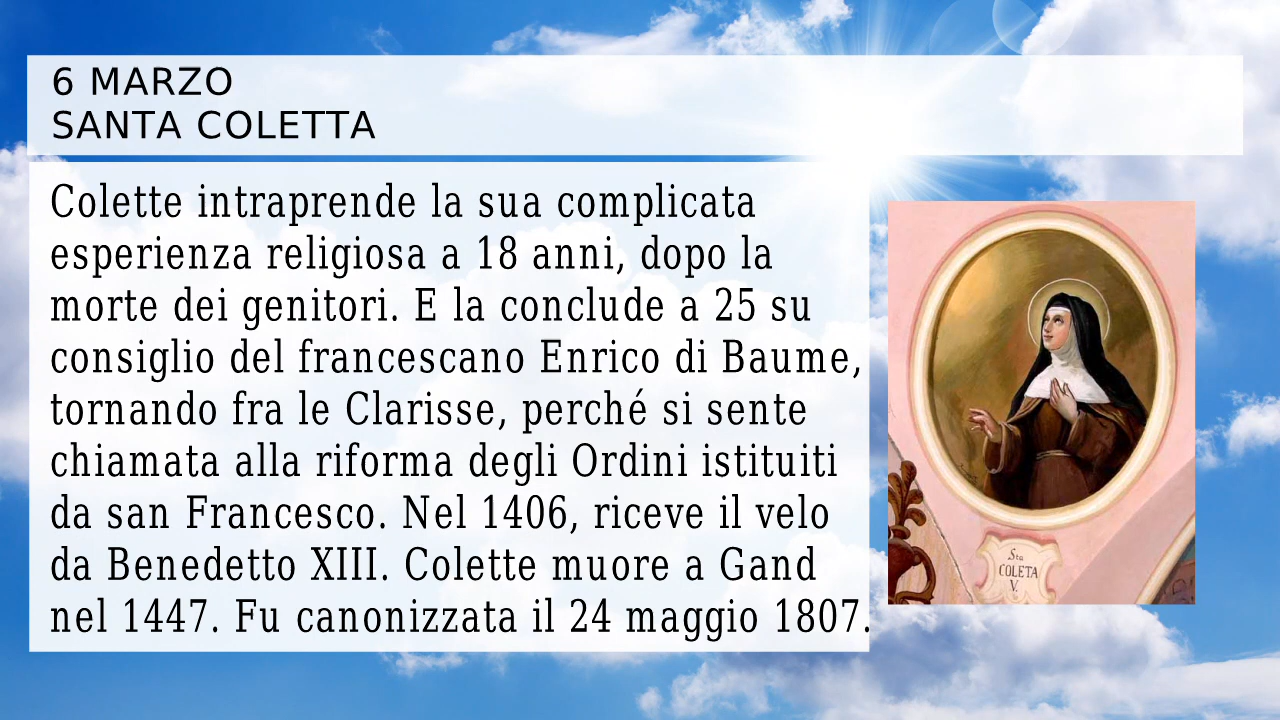 6 MARZO
SANTA COLETTA
Colette intraprende la sua complicata
esperienza religiosa a 18 anni, dopo la
morte dei genitori. E la conclude a 25 su
consiglio del francescano Enrico di Baume,
tornando fra le Clarisse, perché si sente
chiamata alla riforma degli Ordini istituiti
da san Francesco. Nel 1406, riceve il velo
da Benedetto XIII. Colette muore a Gand
nel 1447. Fu canonizzata il 24 maggio 1807.
Sta
COLETA
V.